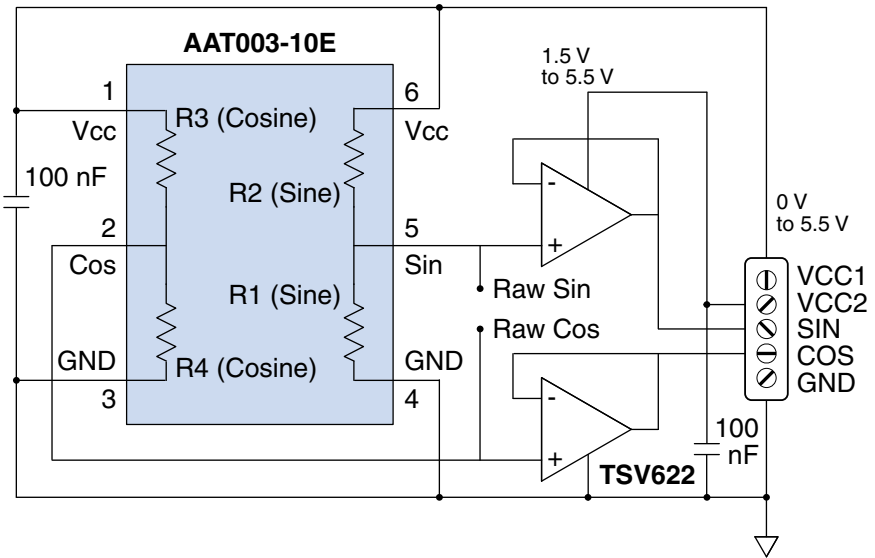 AAT003-10E
1.5 V
to 5.5 V
1
6
Vcc
R3 (Cosine)
Vcc
100 nF
R2 (Sine)
-
0 V
to 5.5 V
2
5
+
Cos
Sin
VCC1
R1 (Sine)
Raw Sin
VCC2
Raw Cos
SIN
GND
R4 (Cosine)
GND
COS
3
4
-
GND
100
nF
+
TSV622